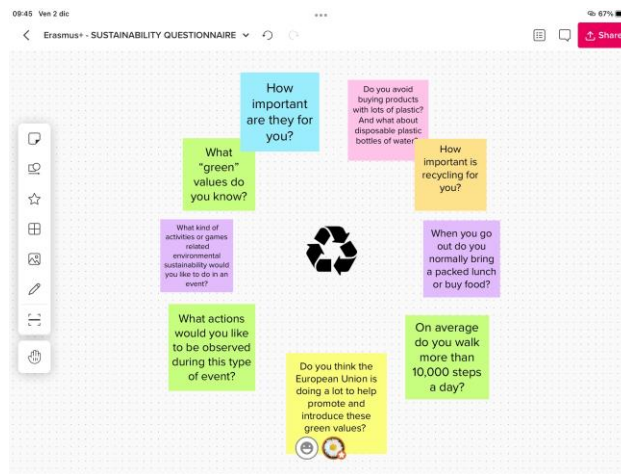 09:45 Ven 2 dic
67%
Erasmus+ - SUSTAINABILITY QUESTIONNAIRE
Share
How
important
are they for
you?
Do you avoid
buying products
with lots of plastic?
And what about
disposable plastic
bottles of water?
What
“green”
values do
you know?
How
important is
recycling for
you?
What kind of
activities or games
related
environmental
sustainability would
you like to do in an
event?
When you go
out do you
normally bring
a packed lunch
or buy food?
What actions
would you like
to be observed
during this type
of event?
On average
do you walk
more than
10,000 steps
a day?
Do you think the
European Union is
doing a lot to help
promote and
introduce these
green values?